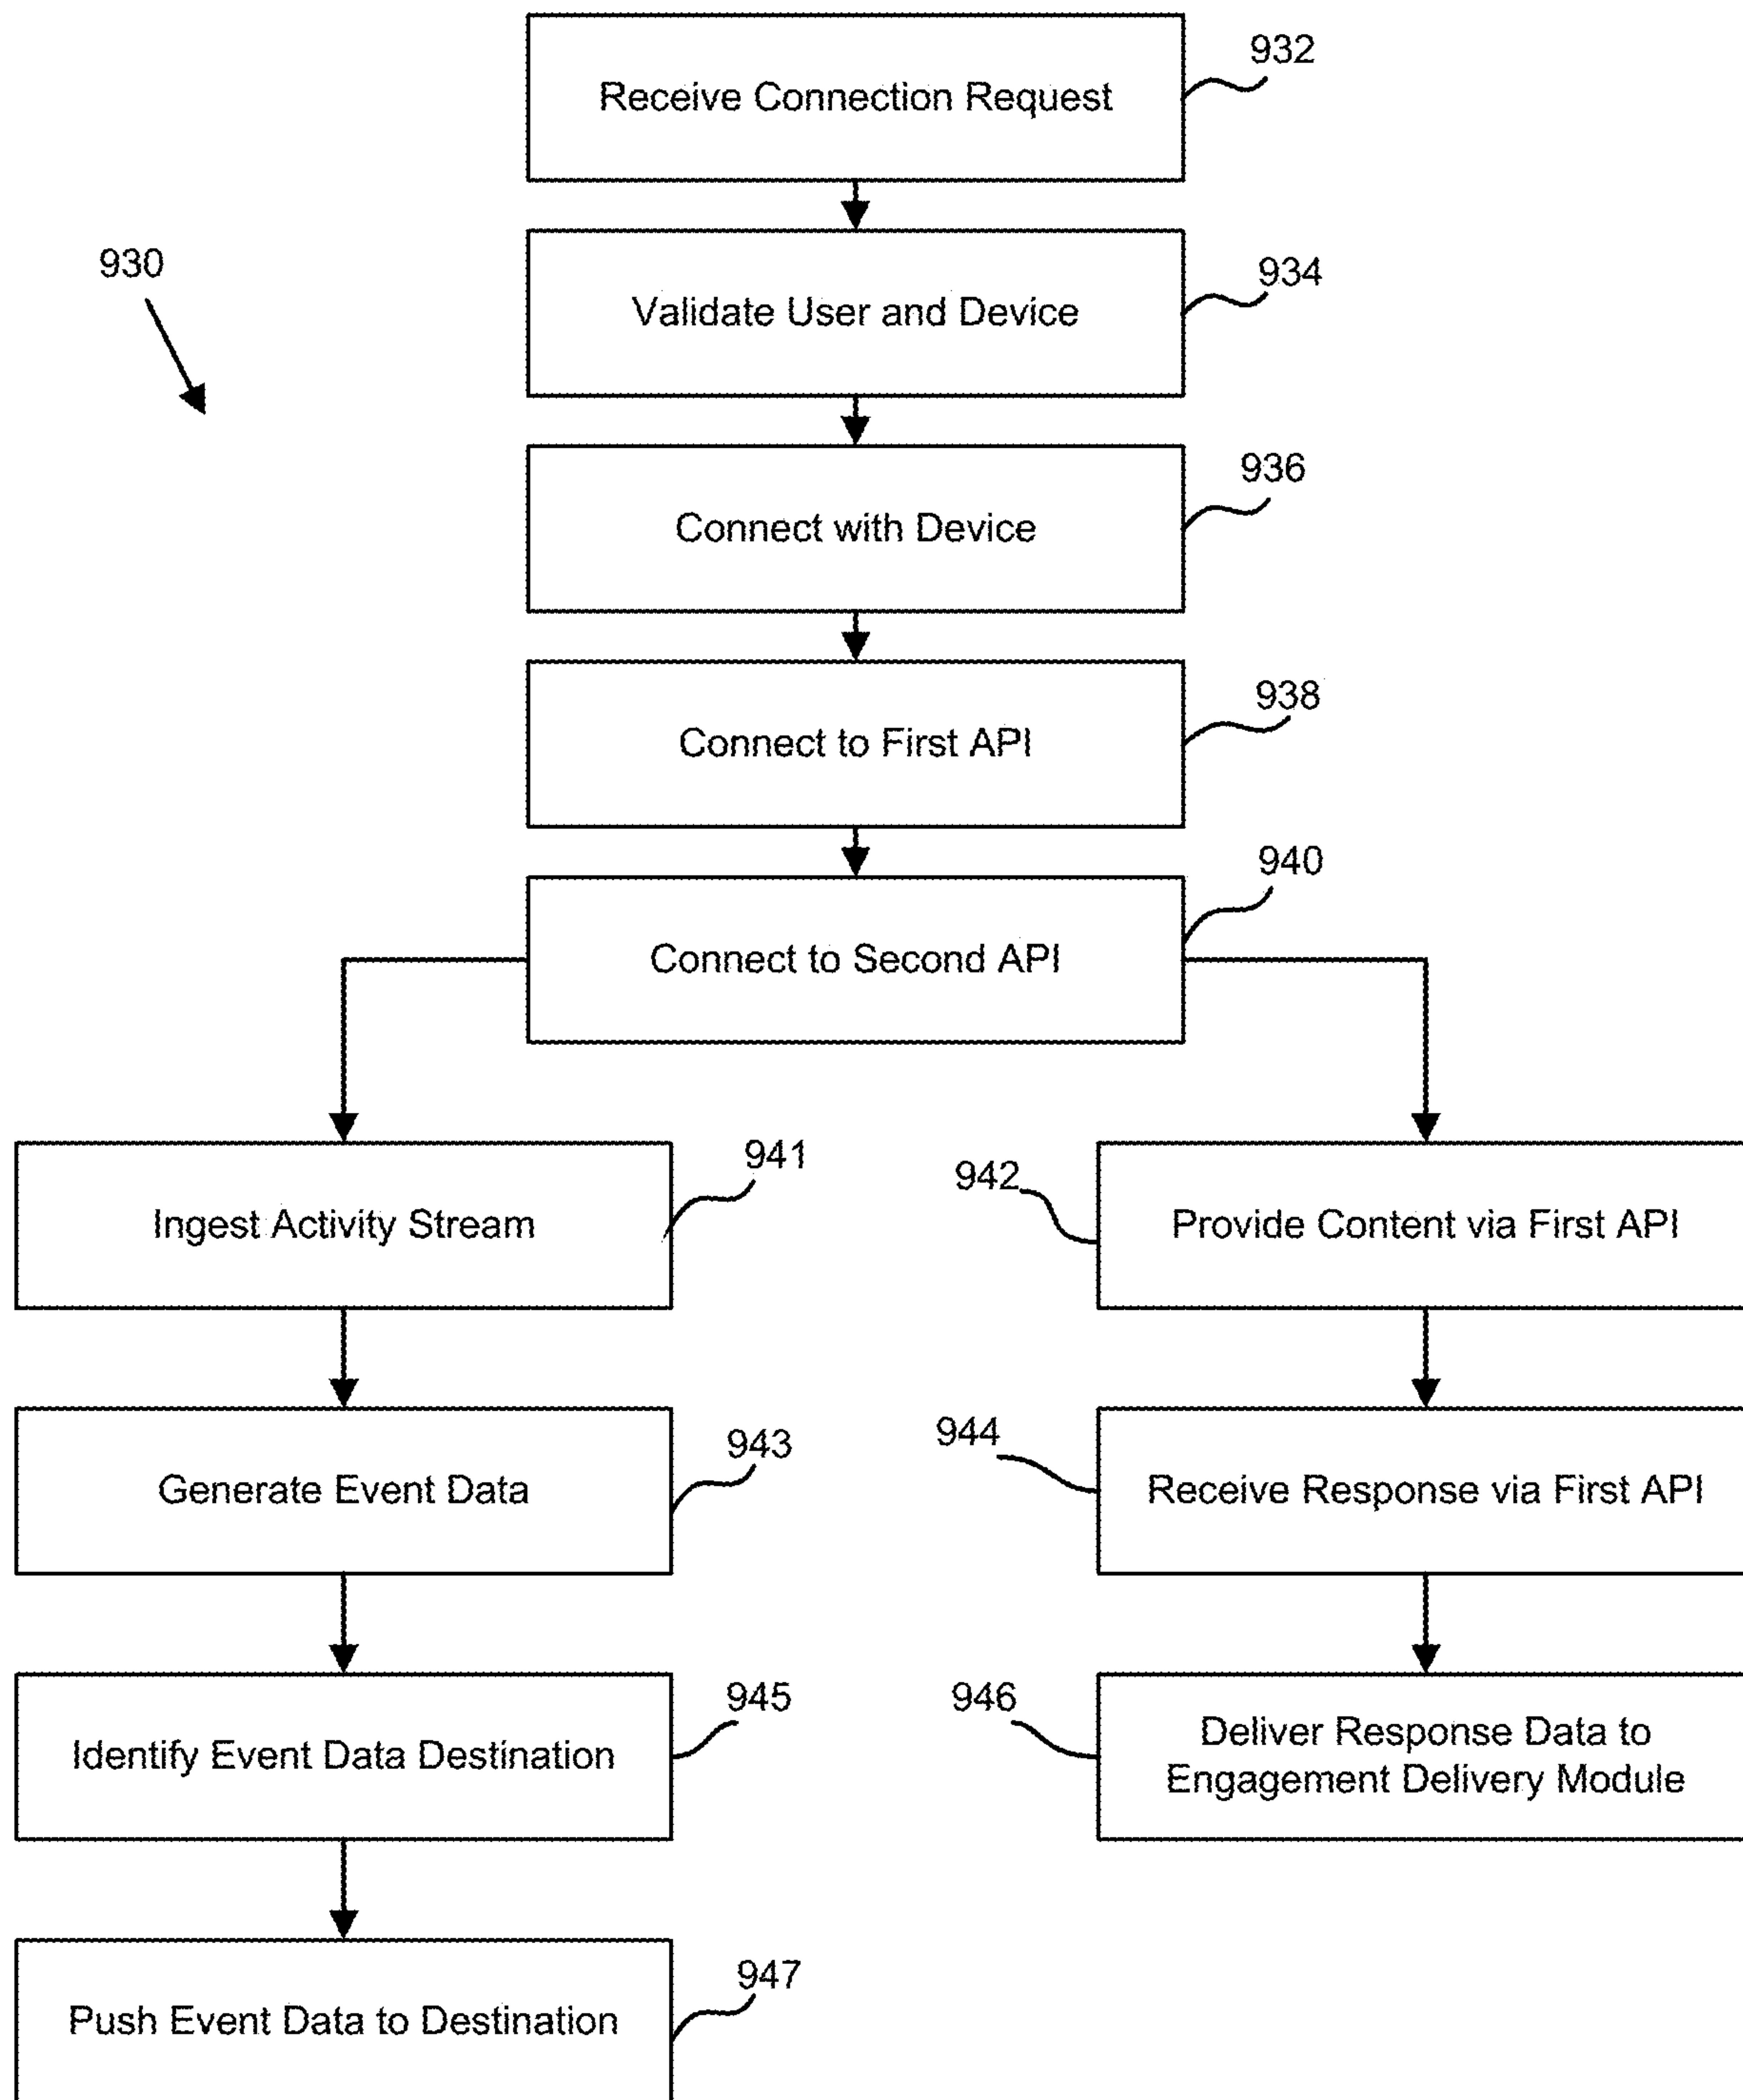 Receive Connection Request
932
930
Validate User and Device
934
Connect with Device
936
Connect to First API
938
Connect to Second API
940
Ingest Activity Stream
941
942
Provide Content via First API
Generate Event Data
943
944
Receive Response via First API
Identify Event Data Destination
945
946
Deliver Response Data to
Engagement Delivery Module
Push Event Data to Destination
947